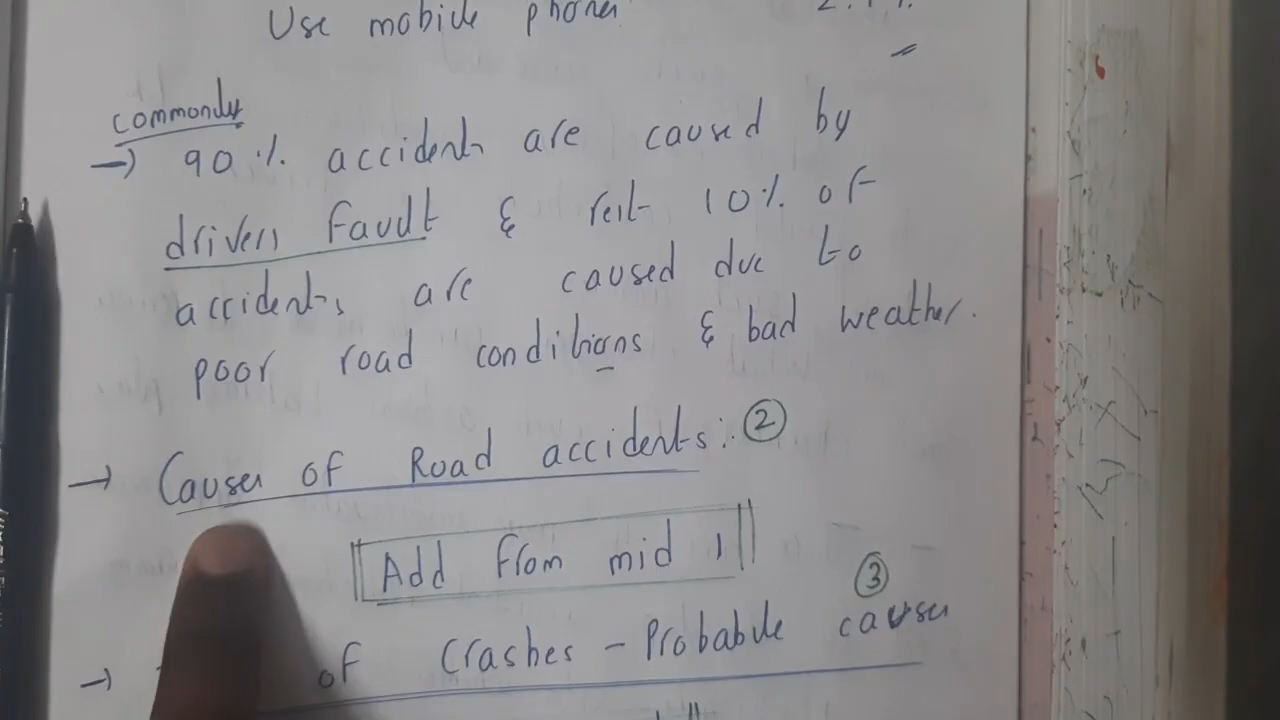 Use mobile phones
commonly
→ 90 % accidents are caused by
drivers fault & rest 10% of
accidents are caused due to
poor road conditions & bad weather.
→ Causes of Road accidents: ②
Add from mid 1
③
→ of Crashes - Probable causes